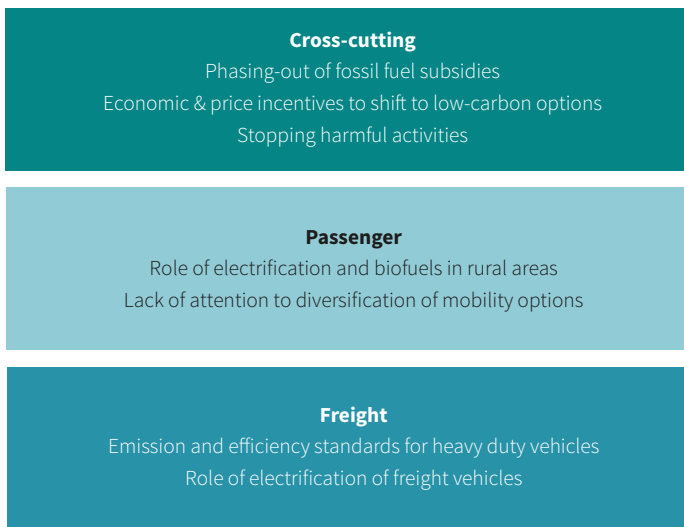 Cross-cutting
Phasing-out of fossil fuel subsidies
Economic & price incentives to shift to low-carbon options
Stopping harmful activities
Passenger
Role of electrification and biofuels in rural areas
Lack of attention to diversification of mobility options
Freight
Emission and efficiency standards for heavy duty vehicles
Role of electrification of freight vehicles